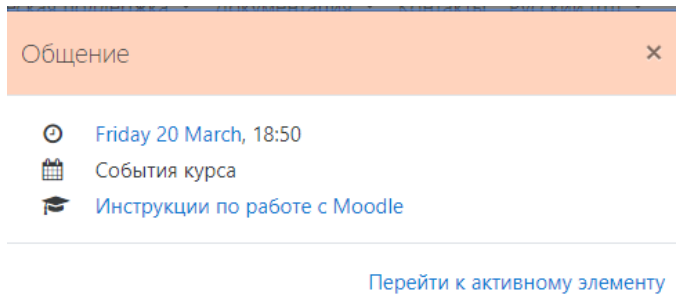 Общение ×
Friday 20 March, 18:50
События курса
Инструкции по работе с Moodle
Перейти к активному элементу